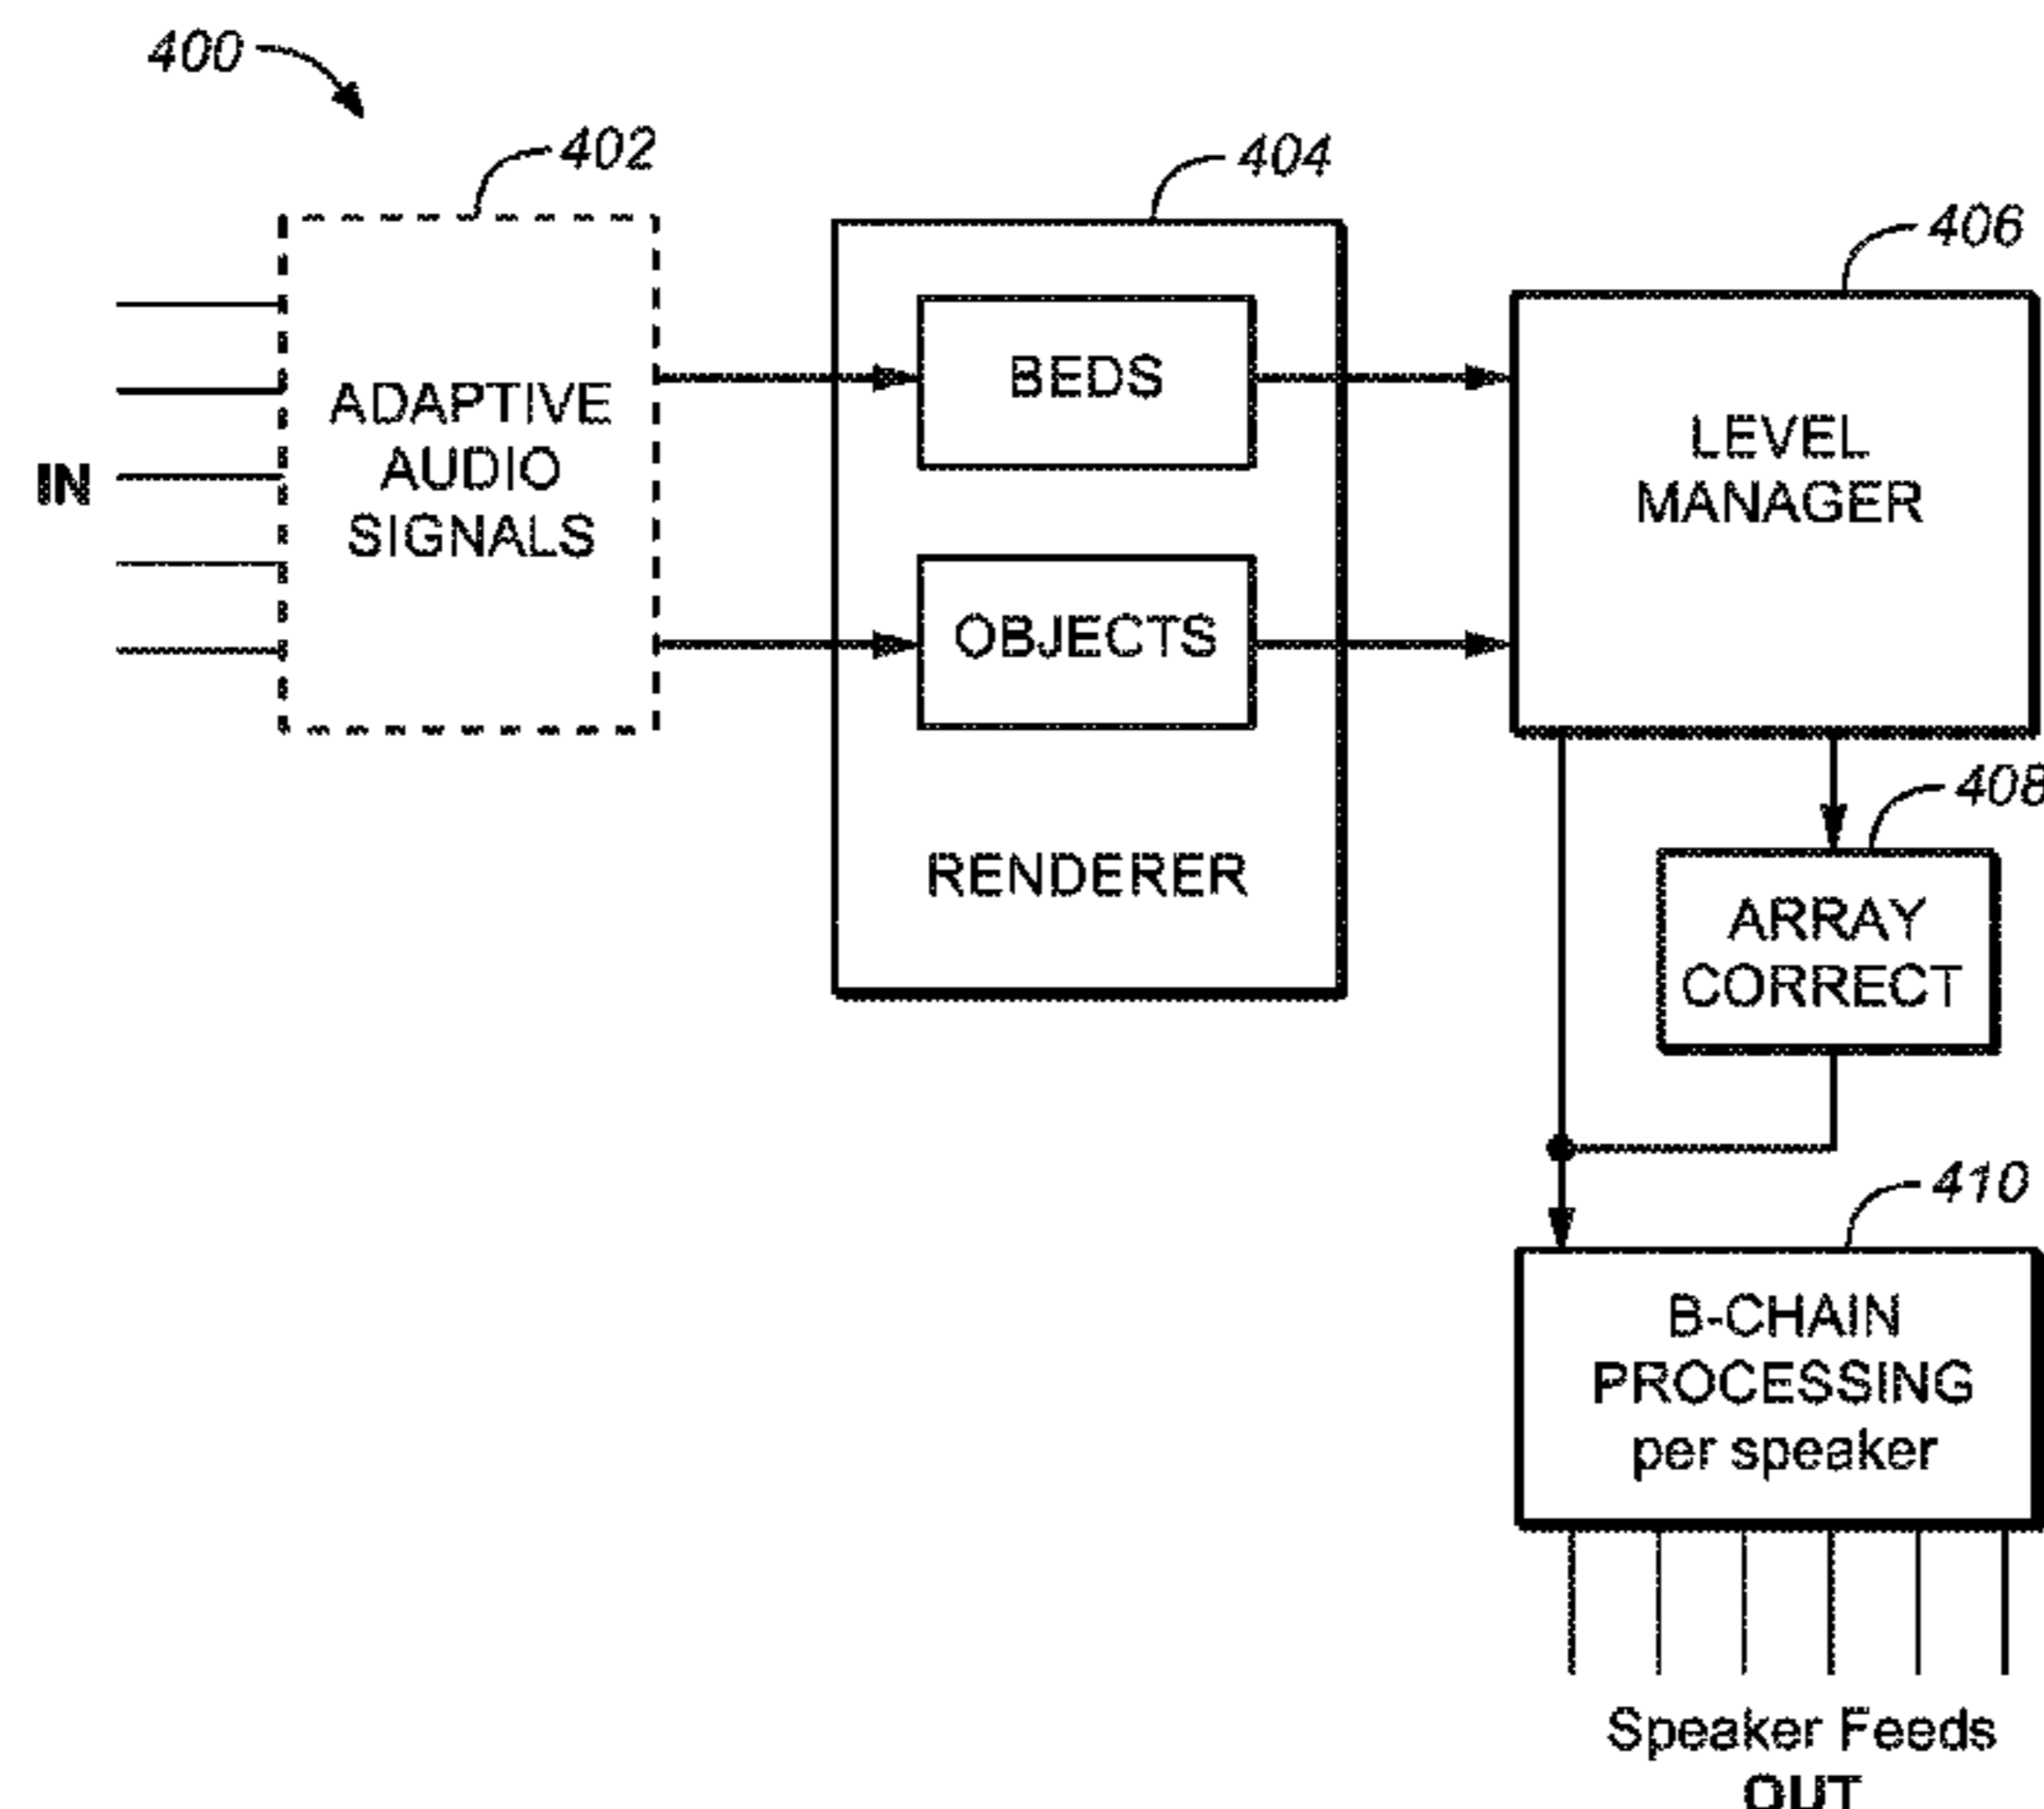 400
402
404
406
IN
ADAPTIVE
AUDIO
SIGNALS
BEDS
OBJECTS
RENDERER
LEVEL
MANAGER
408
ARRAY
CORRECT
410
B-CHAIN
PROCESSING
per speaker
Speaker Feeds
OUT